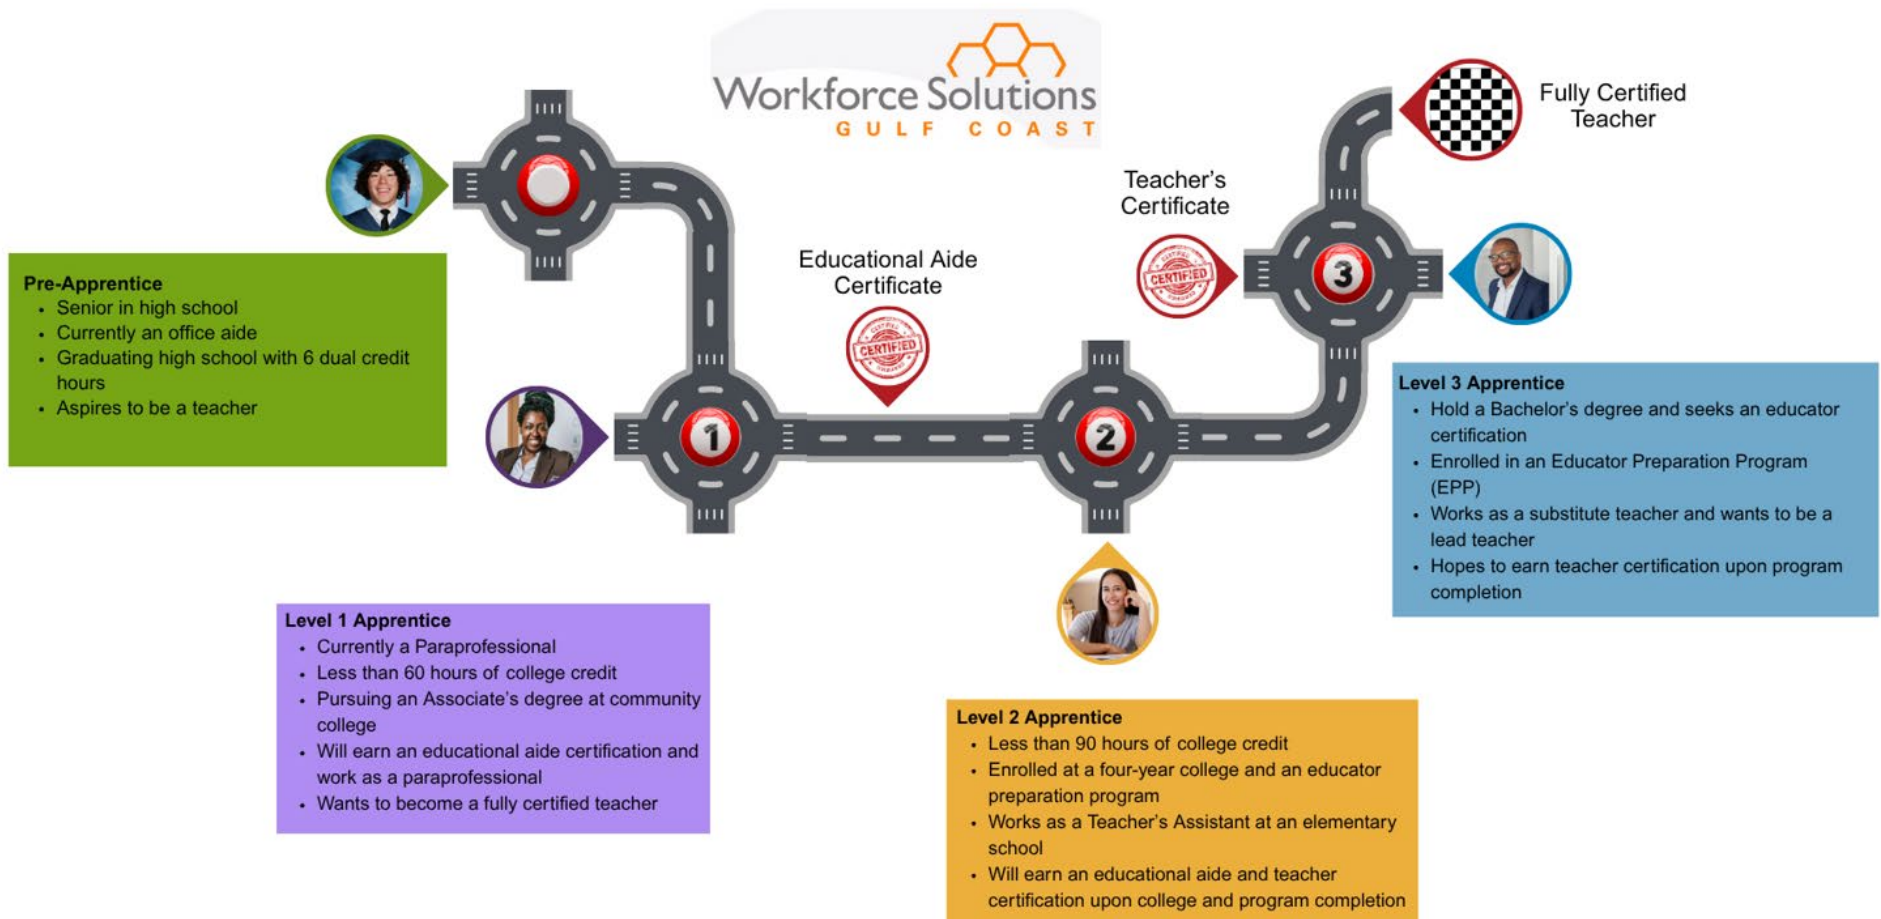 Workforce Solutions
GULF COAST
Fully Certified
Teacher
Teacher's
Certificate
CERTIFIED
CERTIFIED
3
Educational Aide
Certificate
CERTIFIED
CERTIFIED
1
2
Pre-Apprentice
• Senior in high school
• Currently an office aide
• Graduating high school with 6 dual credit
hours
• Aspires to be a teacher
Level 1 Apprentice
• Currently a Paraprofessional
• Less than 60 hours of college credit
• Pursuing an Associate's degree at community
college
• Will earn an educational aide certification and
work as a paraprofessional
• Wants to become a fully certified teacher
Level 2 Apprentice
• Less than 90 hours of college credit
• Enrolled at a four-year college and an educator
preparation program
• Works as a Teacher's Assistant at an elementary
school
• Will earn an educational aide and teacher
certification upon college and program completion
Level 3 Apprentice
• Hold a Bachelor's degree and seeks an educator
certification
• Enrolled in an Educator Preparation Program
(EPP)
• Works as a substitute teacher and wants to be a
lead teacher
• Hopes to earn teacher certification upon program
completion